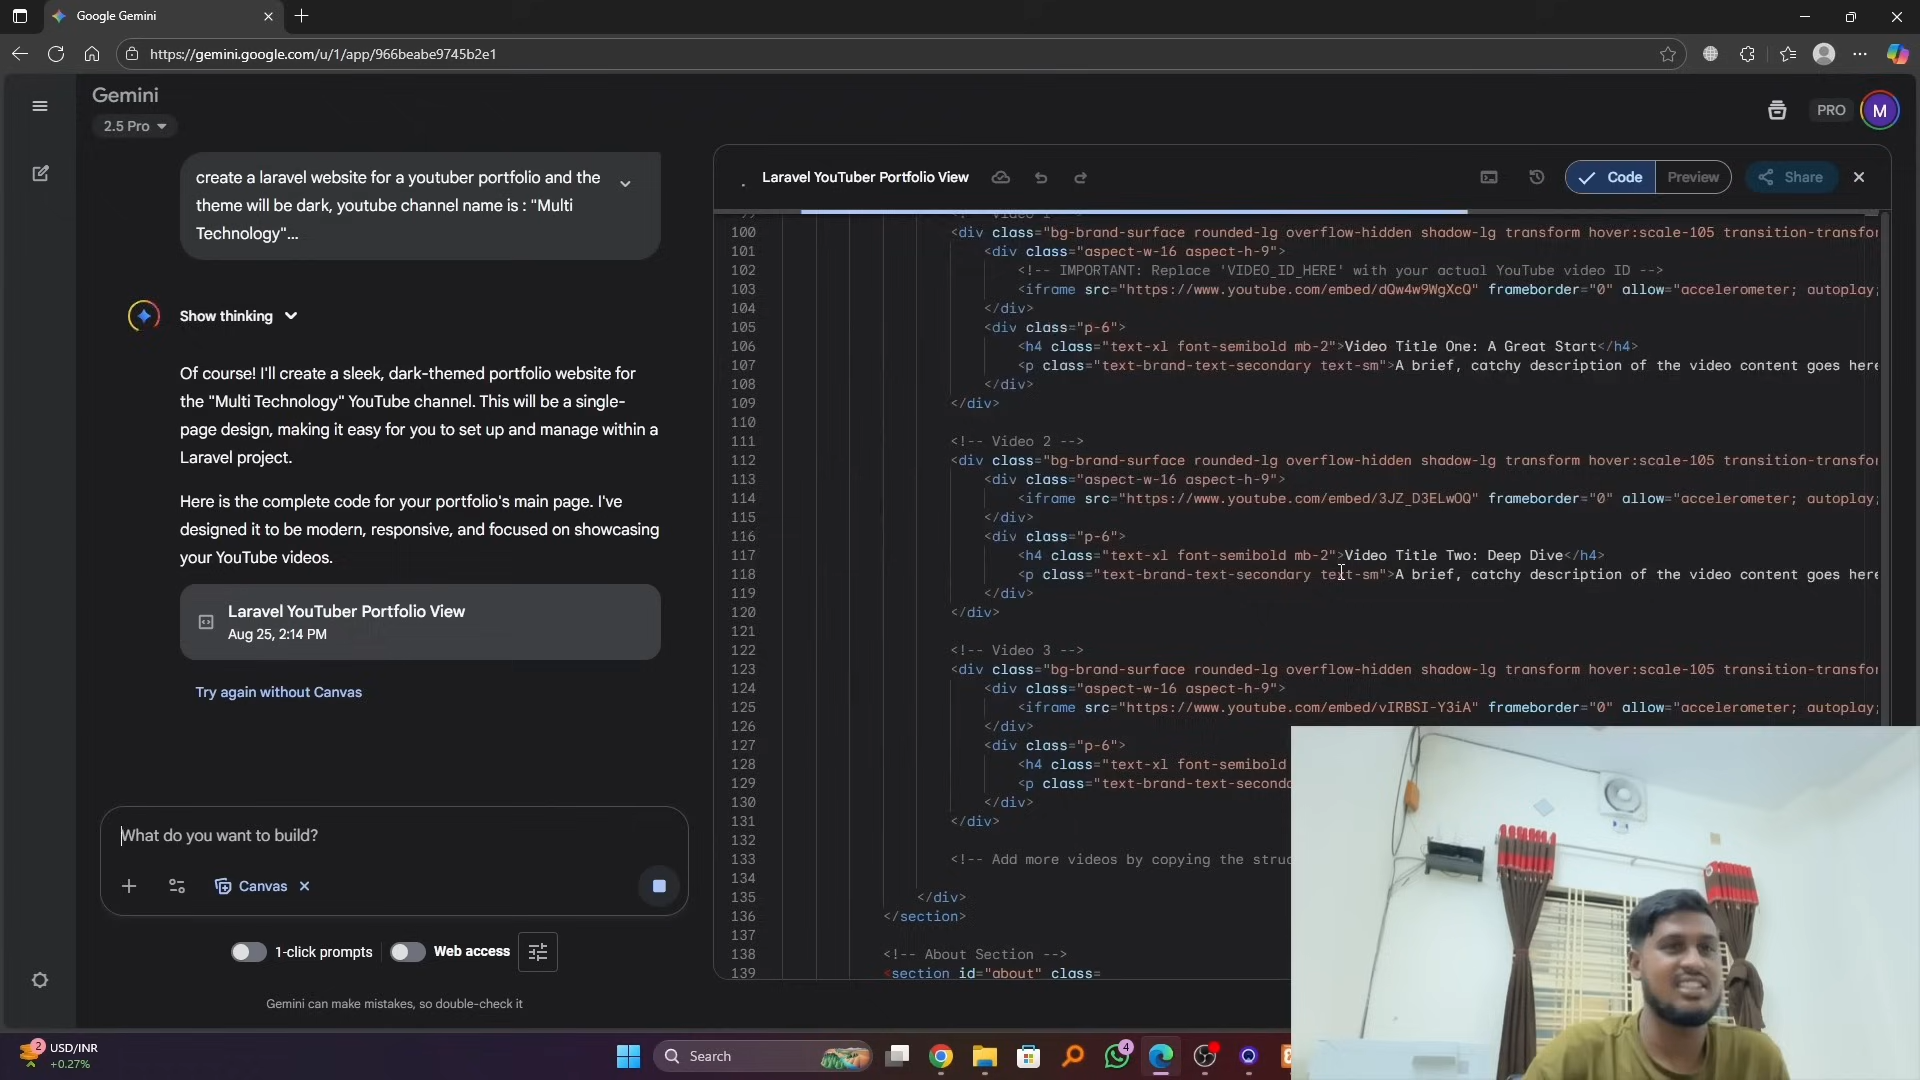 Google Gemini
https://gemini.google.com/u/1/app/966beabe9745b2e1
Gemini
2.5 Pro
PRO
M
create a laravel website for a youtuber portfolio and the
theme will be dark, youtube channel name is : "Multi
Technology"...
Show thinking
Of course! I'll create a sleek, dark-themed portfolio website for
the "Multi Technology" YouTube channel. This will be a single-
page design, making it easy for you to set up and manage within a
Laravel project.
Here is the complete code for your portfolio's main page. I've
designed it to be modern, responsive, and focused on showcasing
your YouTube videos.
Laravel YouTuber Portfolio View
Aug 25, 2:14 PM
Try again without Canvas
What do you want to build?
Canvas
1-click prompts
Web access
Gemini can make mistakes, so double-check it
Laravel YouTuber Portfolio View
Code
Preview
Share
99 <!-- Video 1 -->
100 <div class="bg-brand-surface rounded-lg overflow-hidden shadow-lg transform hover:scale-105 transition-transfor
101 <div class="aspect-w-16 aspect-h-9">
102 <!-- IMPORTANT: Replace 'VIDEO_ID_HERE' with your actual YouTube video ID -->
103 <iframe src="https://www.youtube.com/embed/dQw4w9WgXcQ" frameborder="0" allow="accelerometer; autoplay;
104 </div>
105 <div class="p-6">
106 <h4 class="text-xl font-semibold mb-2">Video Title One: A Great Start</h4>
107 <p class="text-brand-text-secondary text-sm">A brief, catchy description of the video content goes here
108 </div>
109 </div>
110
111 <!-- Video 2 -->
112 <div class="bg-brand-surface rounded-lg overflow-hidden shadow-lg transform hover:scale-105 transition-transfor
113 <div class="aspect-w-16 aspect-h-9">
114 <iframe src="https://www.youtube.com/embed/3JZ_D3ELwOQ" frameborder="0" allow="accelerometer; autoplay;
115 </div>
116 <div class="p-6">
117 <h4 class="text-xl font-semibold mb-2">Video Title Two: Deep Dive</h4>
118 <p class="text-brand-text-secondary text-sm">A brief, catchy description of the video content goes here
119 </div>
120 </div>
121
122 <!-- Video 3 -->
123 <div class="bg-brand-surface rounded-lg overflow-hidden shadow-lg transform hover:scale-105 transition-transfor
124 <div class="aspect-w-16 aspect-h-9">
125 <iframe src="https://www.youtube.com/embed/vIRBSI-Y3iA" frameborder="0" allow="accelerometer; autoplay;
126 </div>
127 <div class="p-6">
128 <h4 class="text-xl font-semibold
129 <p class="text-brand-text-seconda
130 </div>
131 </div>
132
133 <!-- Add more videos by copying the struc
134
135 </div>
136 </section>
137
138 <!-- About Section -->
139 <section id="about" class=
2
USD/INR
+0.27%
Search
4